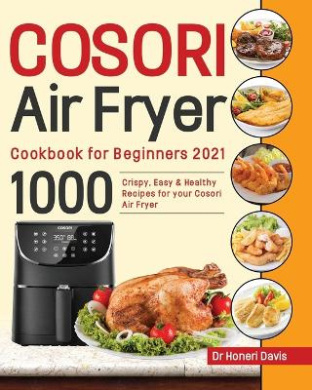 COSORI
Air Fryer
Cookbook for Beginners 2021
1000
Crispy, Easy & Healthy
Recipes for your Cosori
Air Fryer
COSORI
Dr Honeri Davis